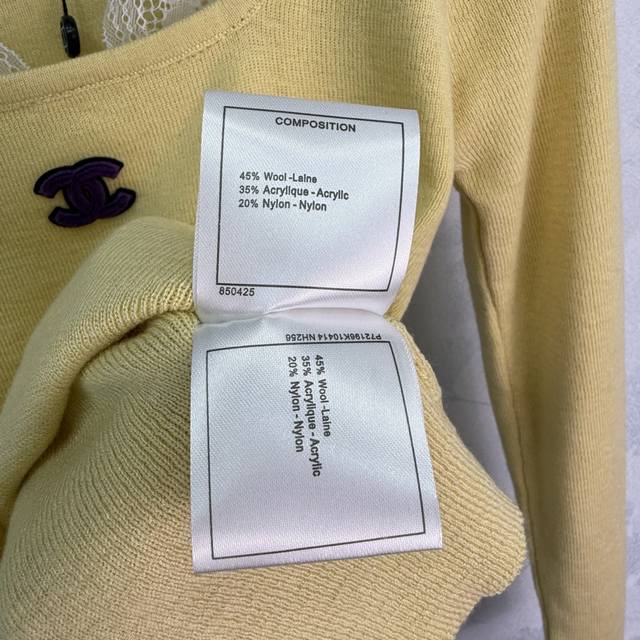 COMPOSITION
45% Wool -Laine
35% Acrylique - Acrylic
20% Nylon - Nylon
850425
P72196K10414 NH256
45% Wool -Laine
35% Acrylique - Acrylic
20% Nylon - Nylon